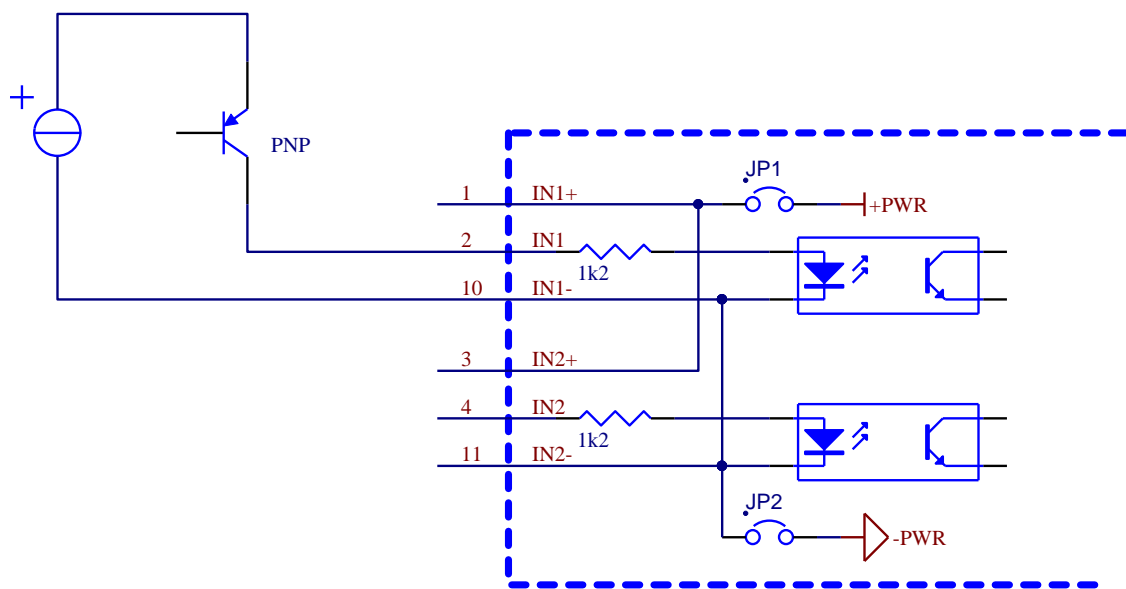 +
PNP
JP1
1 IN1+
+PWR
2 IN1
1k2
10 IN1-
3 IN2+
4 IN2
1k2
11 IN2-
JP2
-PWR